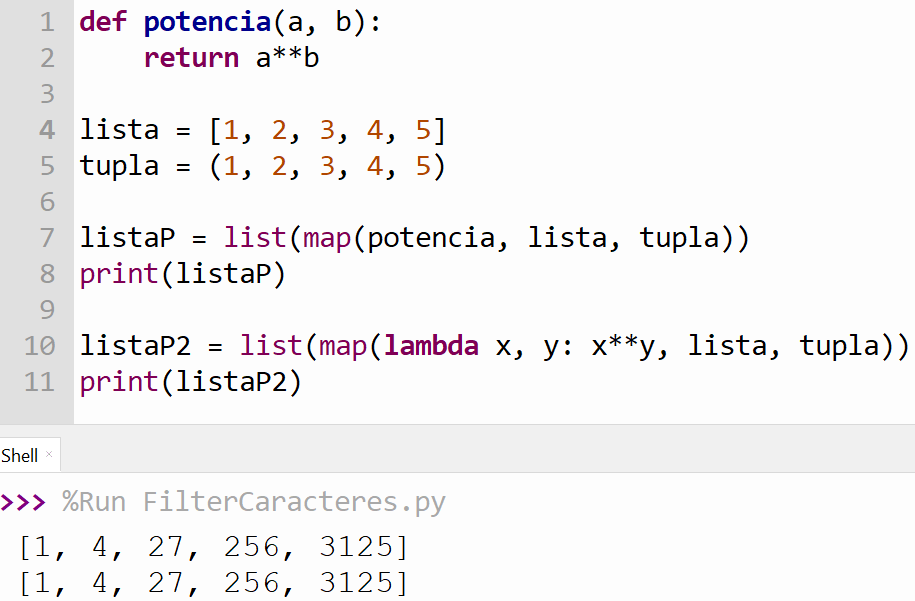 1 def potencia(a, b):
2     return a**b
3
4 lista = [1, 2, 3, 4, 5]
5 tupla = (1, 2, 3, 4, 5)
6
7 listaP = list(map(potencia, lista, tupla))
8 print(listaP)
9
10 listaP2 = list(map(lambda x, y: x**y, lista, tupla))
11 print(listaP2)
Shell ×
>>> %Run FilterCaracteres.py
[1, 4, 27, 256, 3125]
[1, 4, 27, 256, 3125]